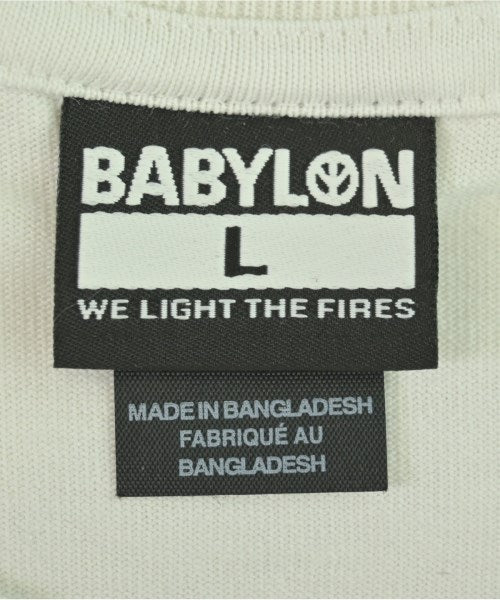 BABYLON
L
WE LIGHT THE FIRES
MADE IN BANGLADESH
FABRIQUÉ AU
BANGLADESH